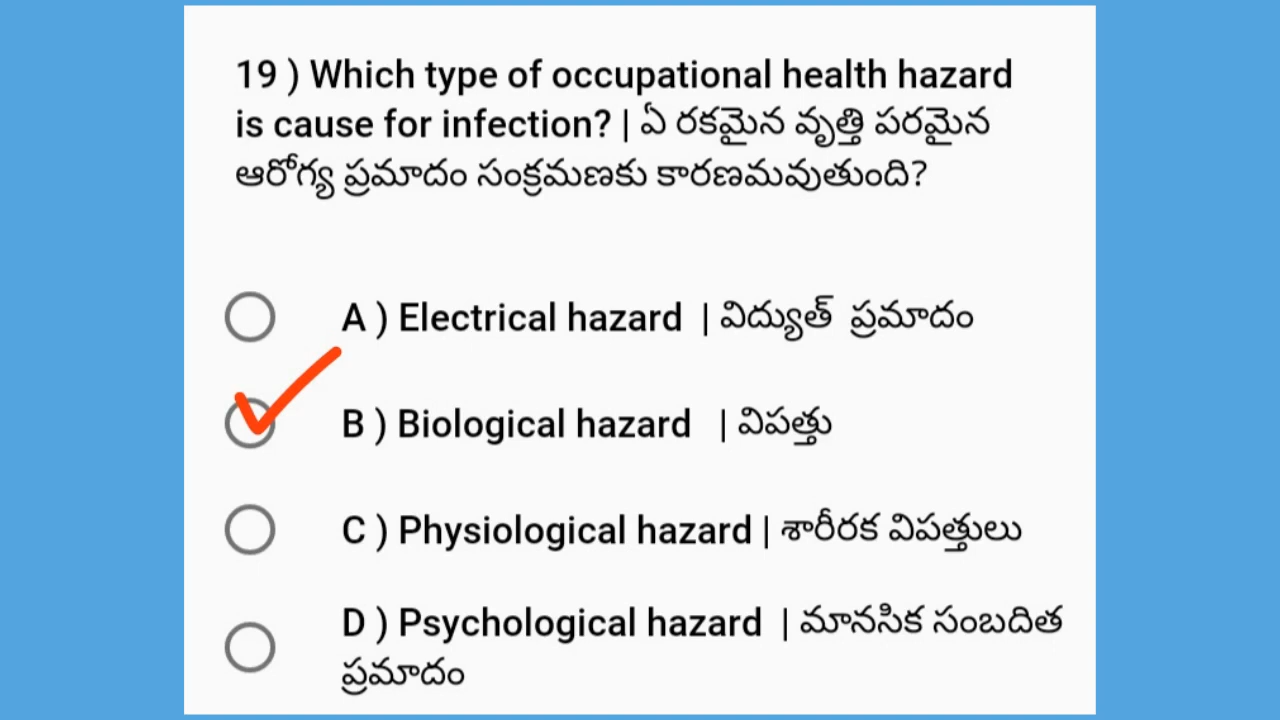 19 ) Which type of occupational health hazard
is cause for infection? | ఏ రకమైన వృత్తి పరమైన
ఆరోగ్య ప్రమాదం సంక్రమణకు కారణమవుతుంది?
A ) Electrical hazard | విద్యుత్ ప్రమాదం
B ) Biological hazard | విపత్తు
C ) Physiological hazard | శారీరక విపత్తులు
D ) Psychological hazard | మానసిక సంబదిత
ప్రమాదం